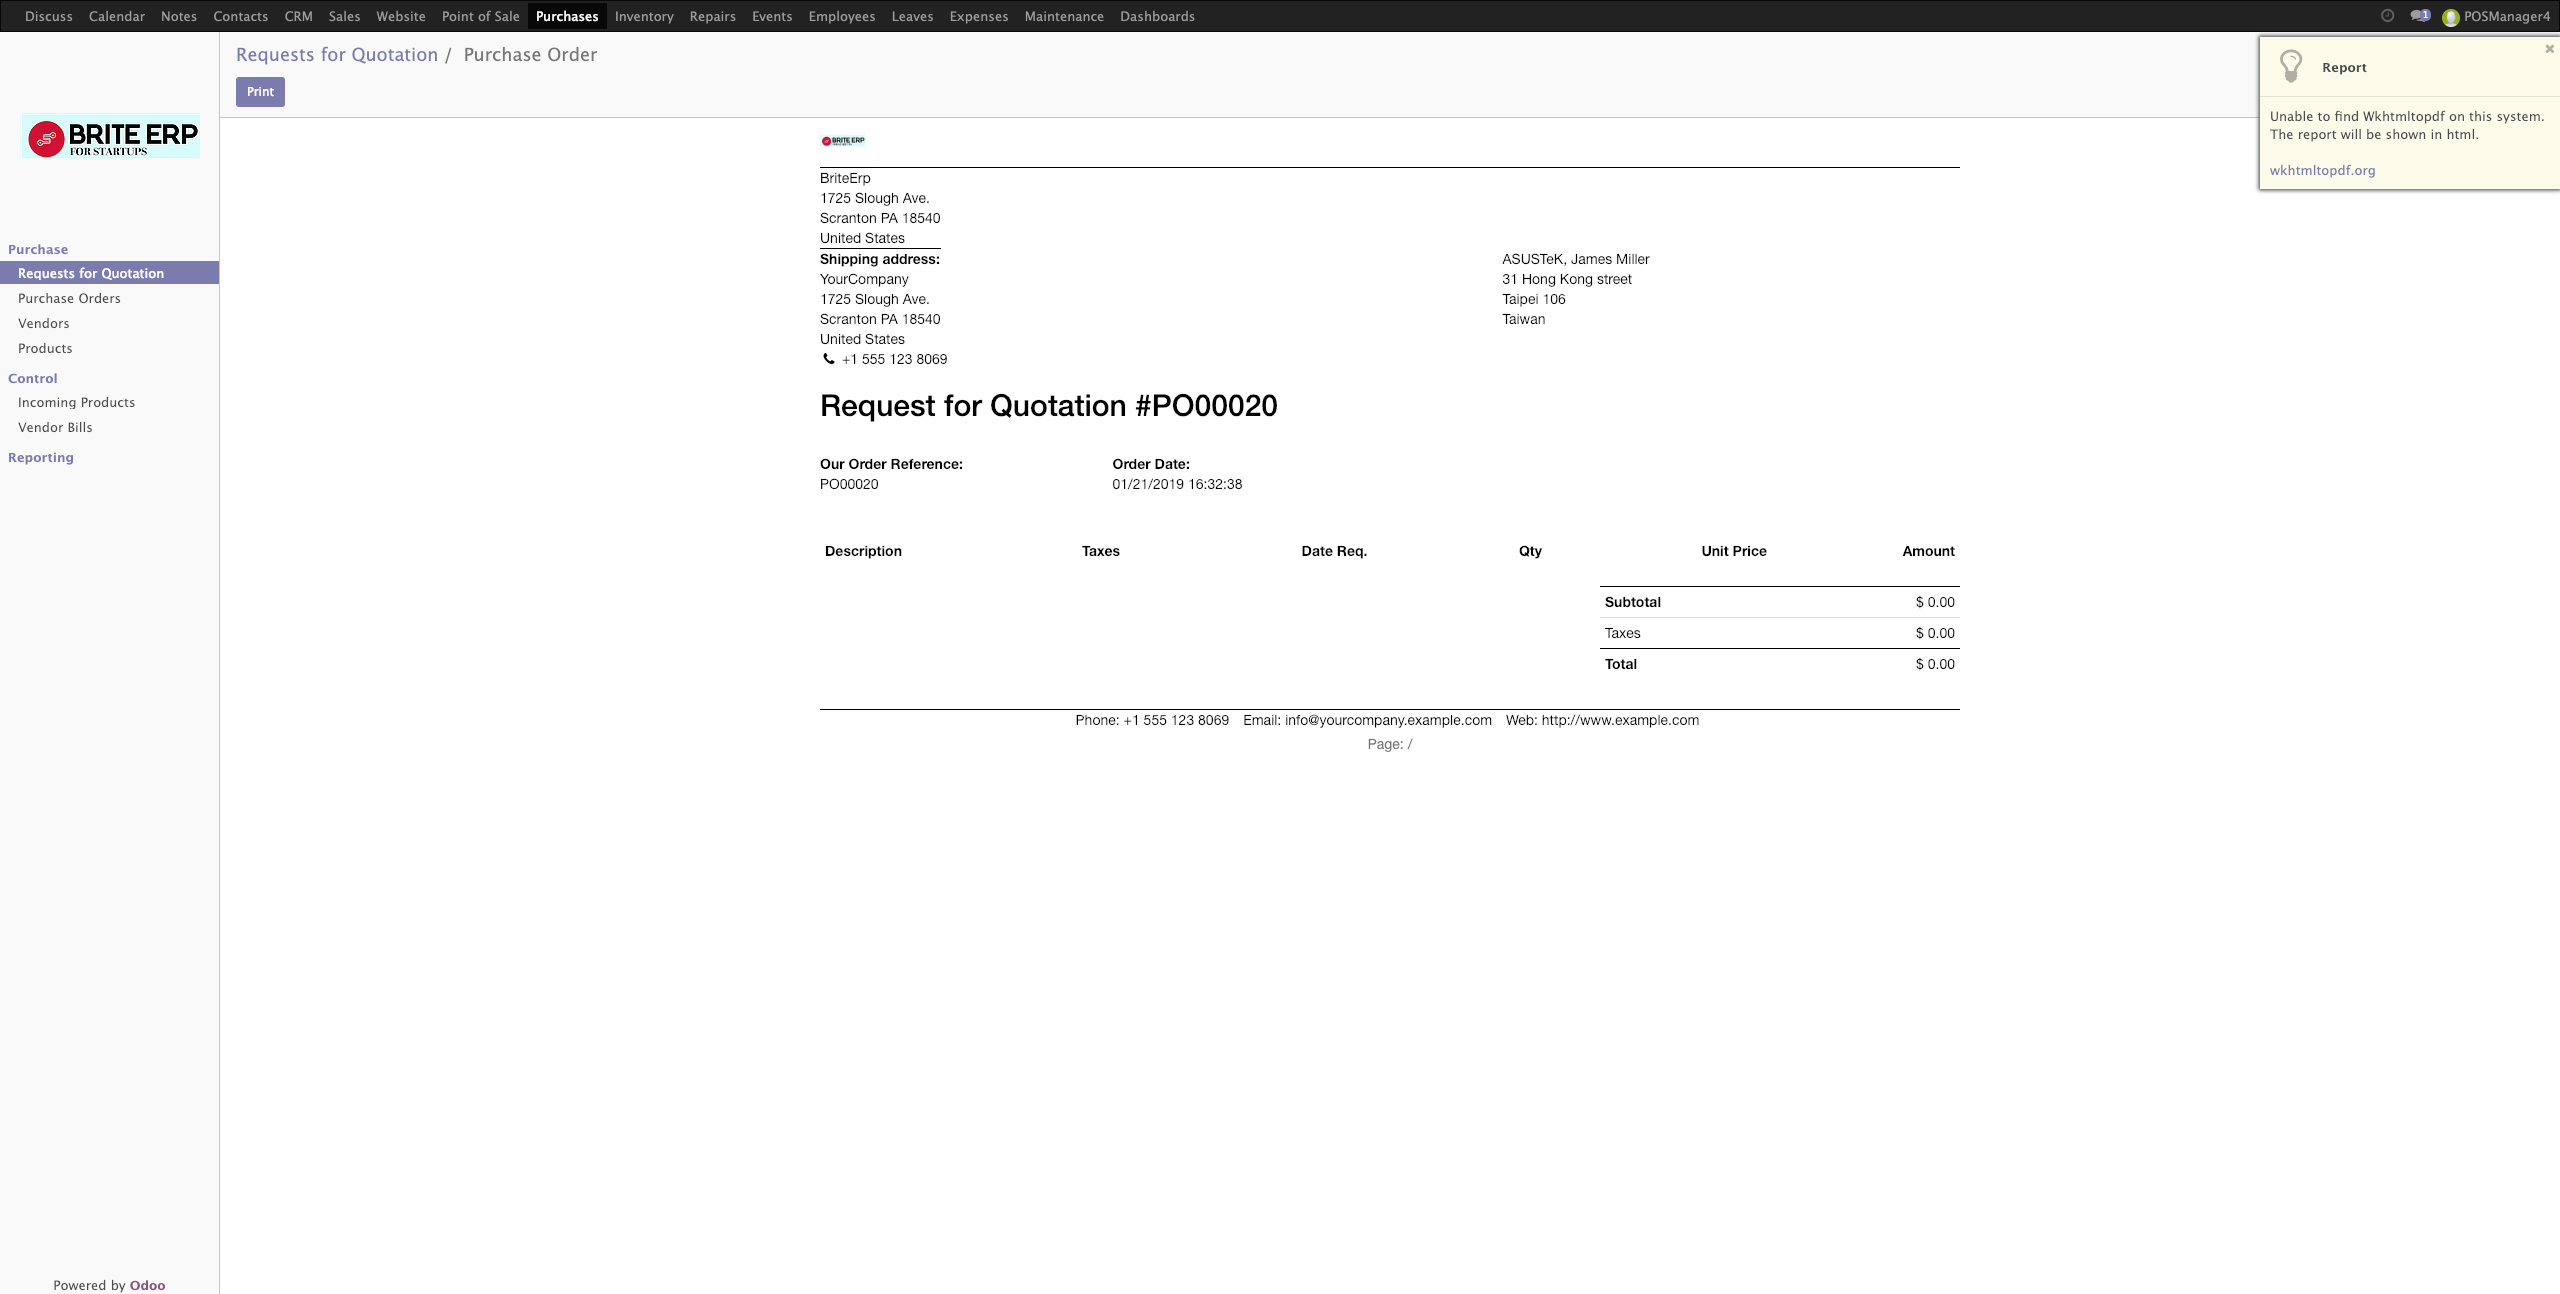 Discuss Calendar Notes Contacts CRM Sales Website Point of Sale Purchases Inventory Repairs Events Employees Leaves Expenses Maintenance Dashboards 1 POSManager4
Requests for Quotation / Purchase Order
Print
Report
Unable to find Wkhtmltopdf on this system.
The report will be shown in html.
wkhtmltopdf.org
BRITE ERP
FOR STARTUPS
Purchase
Requests for Quotation
Purchase Orders
Vendors
Products
Control
Incoming Products
Vendor Bills
Reporting
Powered by Odoo
BRITE ERP
BriteErp
1725 Slough Ave.
Scranton PA 18540
United States
Shipping address:
YourCompany
1725 Slough Ave.
Scranton PA 18540
United States
+1 555 123 8069
ASUSTeK, James Miller
31 Hong Kong street
Taipei 106
Taiwan
Request for Quotation #PO00020
Our Order Reference: Order Date:
PO00020 01/21/2019 16:32:38
Description Taxes Date Req. Qty Unit Price Amount
Subtotal $ 0.00
Taxes $ 0.00
Total $ 0.00
Phone: +1 555 123 8069 Email: info@yourcompany.example.com Web: http://www.example.com
Page: /